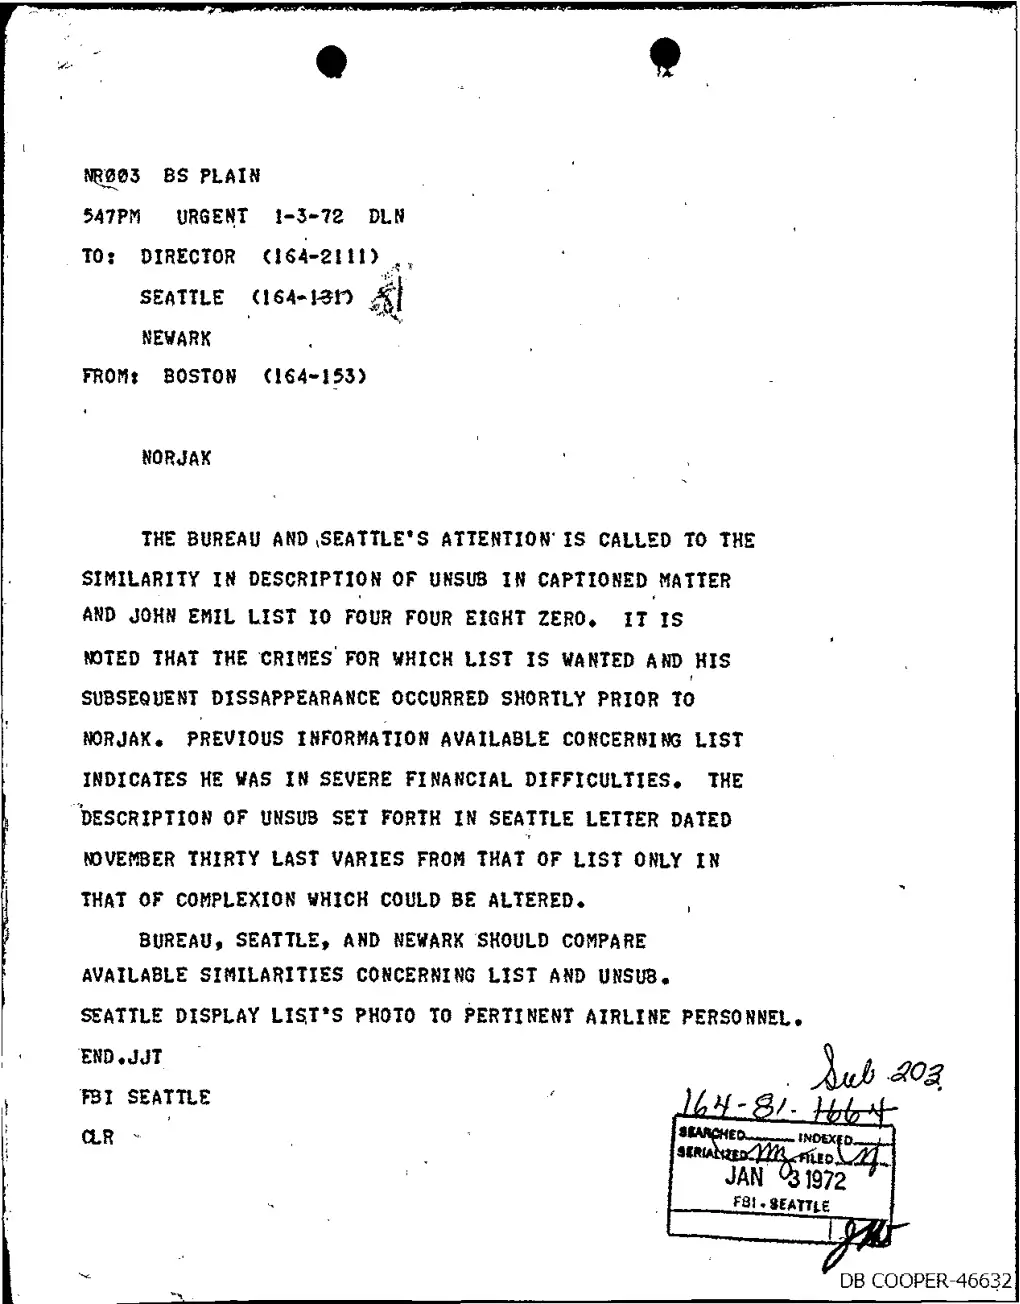 NR003 BS PLAIN
547PM URGENT 1-3-72 DLN
TO: DIRECTOR (164-2111)
SEATTLE (164-131) 81
NEWARK
FROM: BOSTON (164-153)
NORJAK
THE BUREAU AND SEATTLE'S ATTENTION IS CALLED TO THE
SIMILARITY IN DESCRIPTION OF UNSUB IN CAPTIONED MATTER
AND JOHN EMIL LIST IO FOUR FOUR EIGHT ZERO. IT IS
NOTED THAT THE CRIMES FOR WHICH LIST IS WANTED AND HIS
SUBSEQUENT DISSAPPEARANCE OCCURRED SHORTLY PRIOR TO
NORJAK. PREVIOUS INFORMATION AVAILABLE CONCERNING LIST
INDICATES HE WAS IN SEVERE FINANCIAL DIFFICULTIES. THE
DESCRIPTION OF UNSUB SET FORTH IN SEATTLE LETTER DATED
NOVEMBER THIRTY LAST VARIES FROM THAT OF LIST ONLY IN
THAT OF COMPLEXION WHICH COULD BE ALTERED.
BUREAU, SEATTLE, AND NEWARK SHOULD COMPARE
AVAILABLE SIMILARITIES CONCERNING LIST AND UNSUB.
SEATTLE DISPLAY LIST'S PHOTO TO PERTINENT AIRLINE PERSONNEL.
END.JJT
FBI SEATTLE
CLR
Sub 203
164-81-1664
SEARCHED INDEXED
SERIALIZED FILED
JAN 3 1972
FBI - SEATTLE
DB COOPER-46632